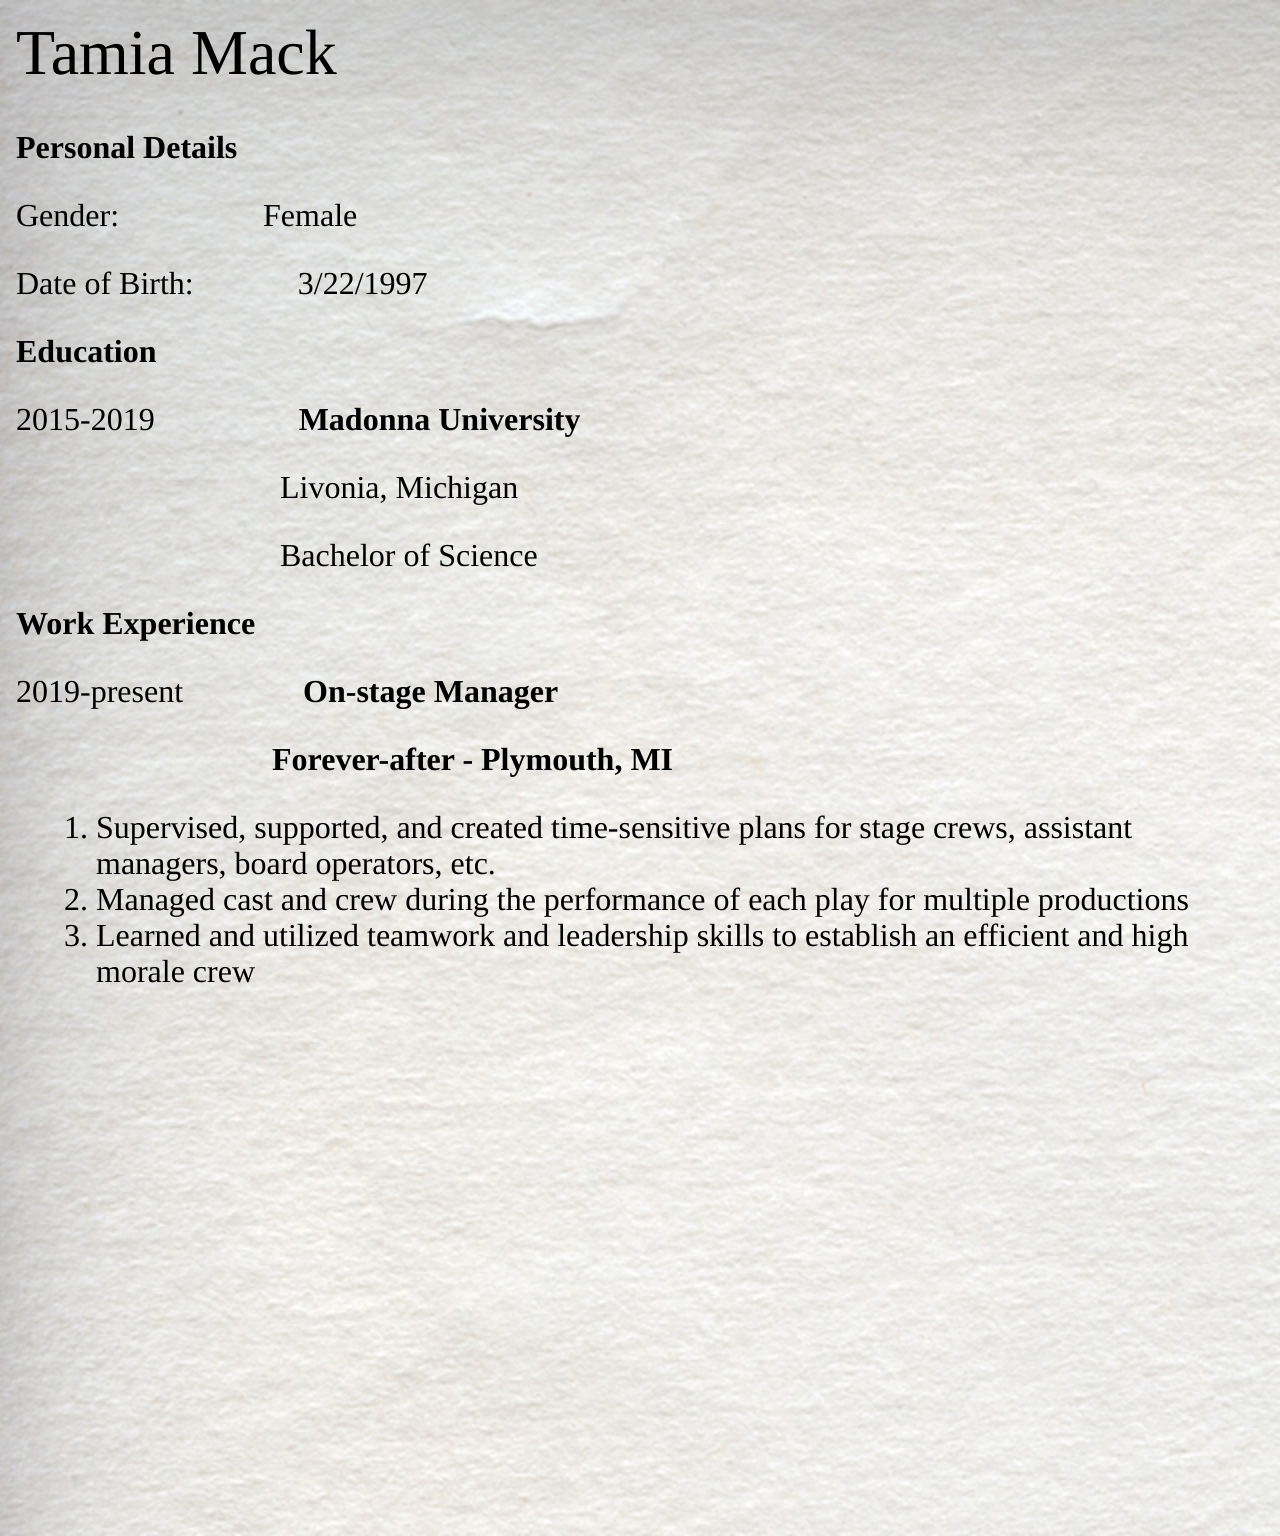 Tamia Mack
Personal Details
Gender: Female
Date of Birth: 3/22/1997
Education
2015-2019 Madonna University
Livonia, Michigan
Bachelor of Science
Work Experience
2019-present On-stage Manager
Forever-after - Plymouth, MI
1. Supervised, supported, and created time-sensitive plans for stage crews, assistant
managers, board operators, etc.
2. Managed cast and crew during the performance of each play for multiple productions
3. Learned and utilized teamwork and leadership skills to establish an efficient and high
morale crew